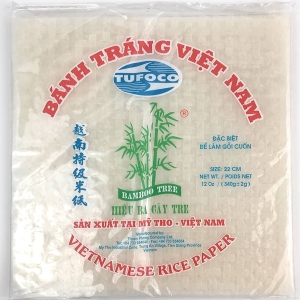 BÁNH TRÁNG VIỆT NAM
TUFOCO
®
越南特級米紙
ĐẶC BIỆT
ĐỂ LÀM GỎI CUỐN
SIZE: 22 CM
NET WT. / POIDS NET
12 Oz / (340g±2g)
BAMBOO TREE
HIỆU BA CÂY TRE
SẢN XUẤT TẠI MỸ THO - VIỆT NAM
VIETNAMESE RICE PAPER